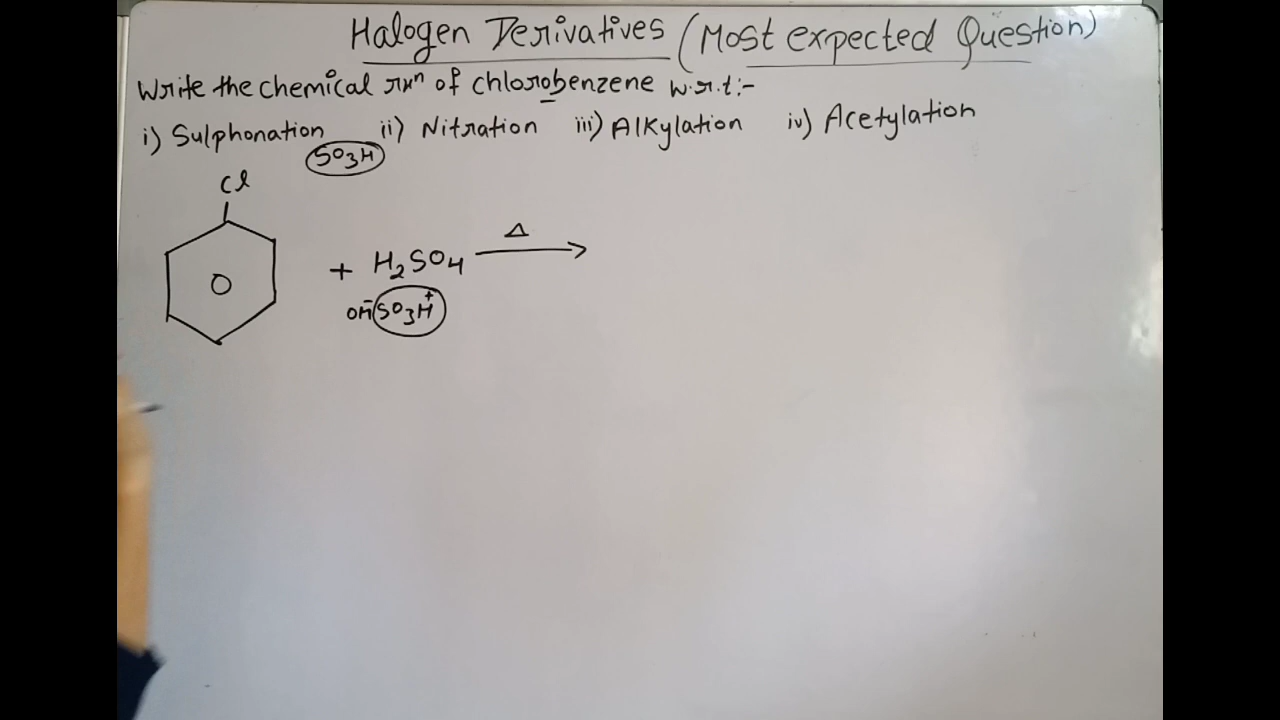 Halogen Derivatives (Most expected Question)
Write the chemical rxⁿ of chlorobenzene w.r.t:-
i) Sulphonation ii) Nitration iii) Alkylation iv) Acetylation
SO₃H
Cl
Δ
+ H₂SO₄ →
OH⁻ SO₃H⁺